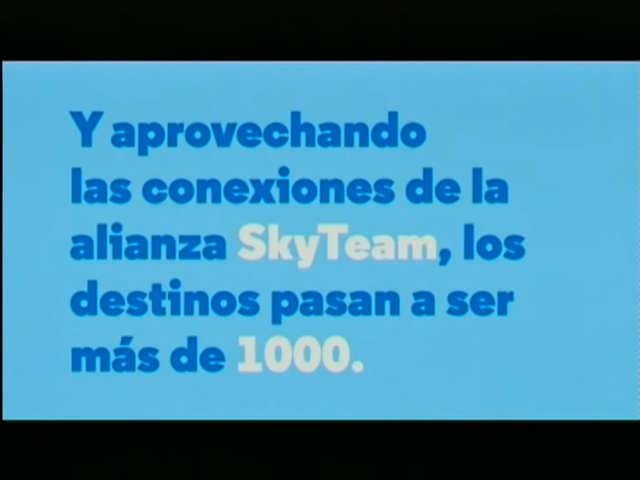 Y aprovechando
las conexiones de la
alianza SkyTeam, los
destinos pasan a ser
más de 1000.